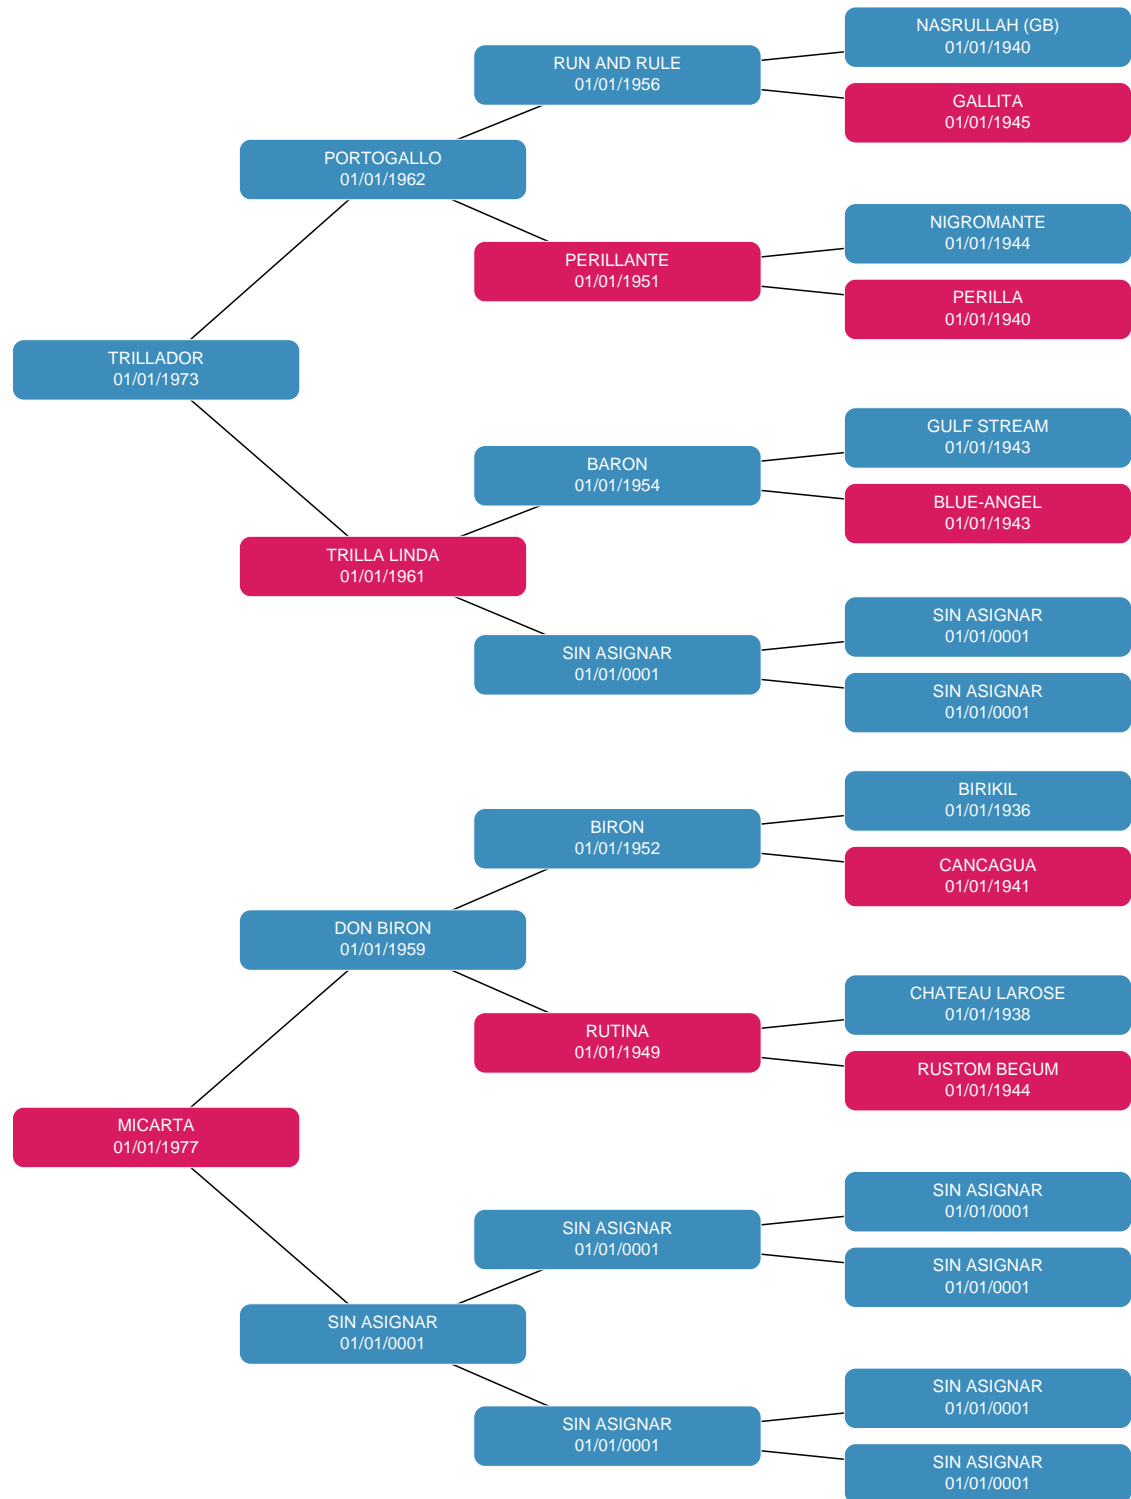 NASRULLAH (GB)
01/01/1940
RUN AND RULE
01/01/1956
GALLITA
01/01/1945
PORTOGALLO
01/01/1962
NIGROMANTE
01/01/1944
PERILLANTE
01/01/1951
PERILLA
01/01/1940
TRILLADOR
01/01/1973
GULF STREAM
01/01/1943
BARON
01/01/1954
BLUE-ANGEL
01/01/1943
TRILLA LINDA
01/01/1961
SIN ASIGNAR
01/01/0001
SIN ASIGNAR
01/01/0001
SIN ASIGNAR
01/01/0001
BIRIKIL
01/01/1936
BIRON
01/01/1952
CANCAGUA
01/01/1941
DON BIRON
01/01/1959
CHATEAU LAROSE
01/01/1938
RUTINA
01/01/1949
RUSTOM BEGUM
01/01/1944
MICARTA
01/01/1977
SIN ASIGNAR
01/01/0001
SIN ASIGNAR
01/01/0001
SIN ASIGNAR
01/01/0001
SIN ASIGNAR
01/01/0001
SIN ASIGNAR
01/01/0001
SIN ASIGNAR
01/01/0001
SIN ASIGNAR
01/01/0001